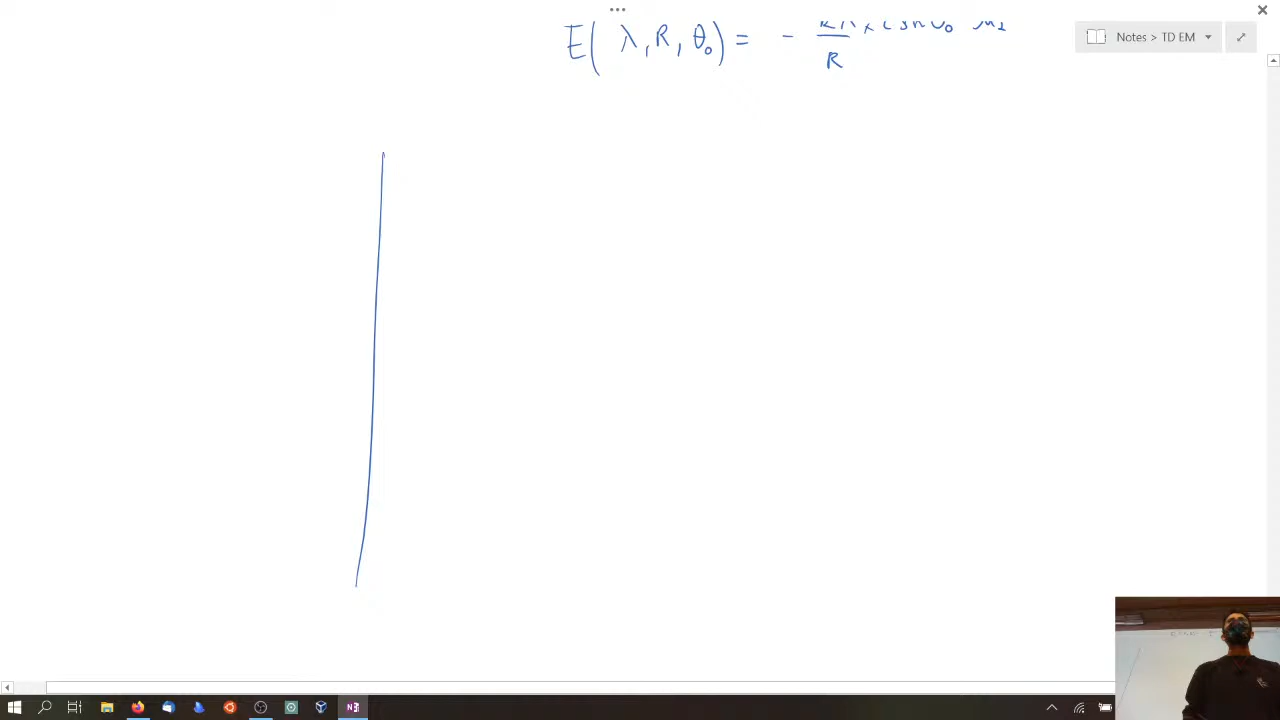 E( λ, R, θ₀) = -
R
Notes > TD EM